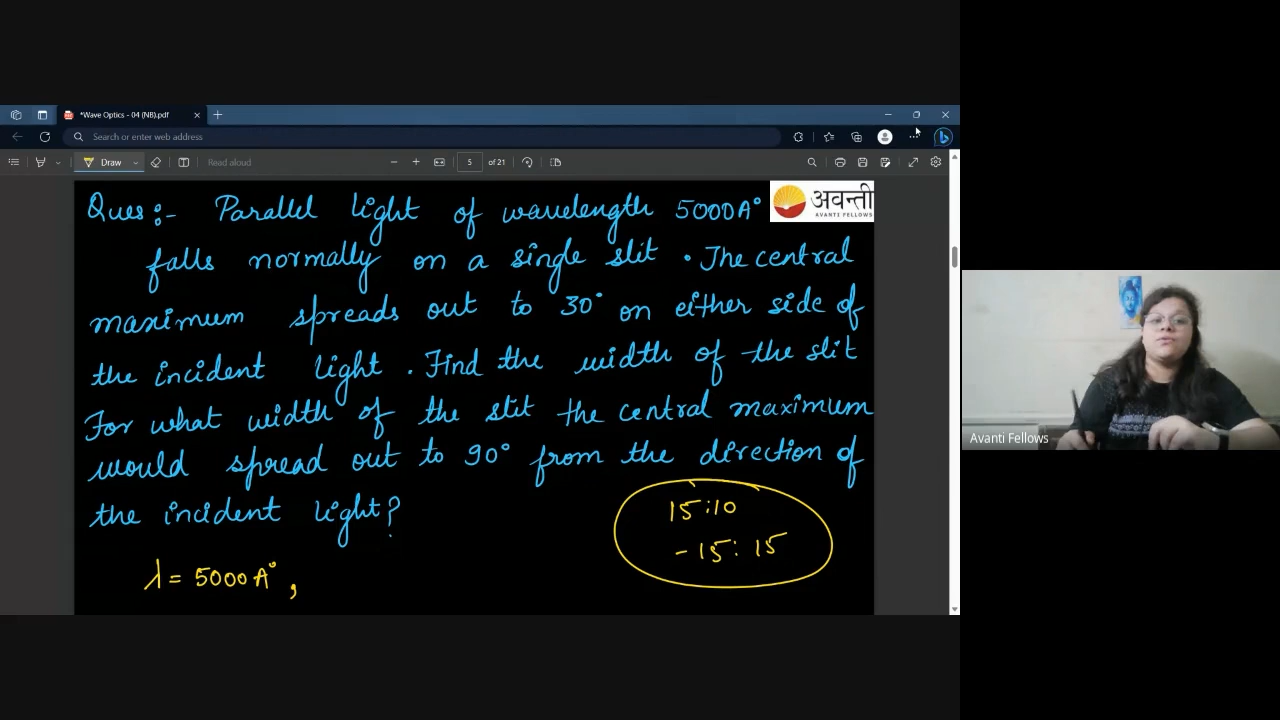 *Wave Optics - 04 (NB).pdf
Search or enter web address
Draw
Read aloud
5 of 21
Ques:- Parallel light of wavelength 5000A°
अवन्ती
AVANTI FELLOWS
falls normally on a single slit. The central
maximum spreads out to 30° on either side of
the incident light. Find the width of the slit
For what width of the slit the central maximum
would spread out to 90° from the direction of
the incident light?
15:10
- 15:15
λ = 5000A°,
Avanti Fellows